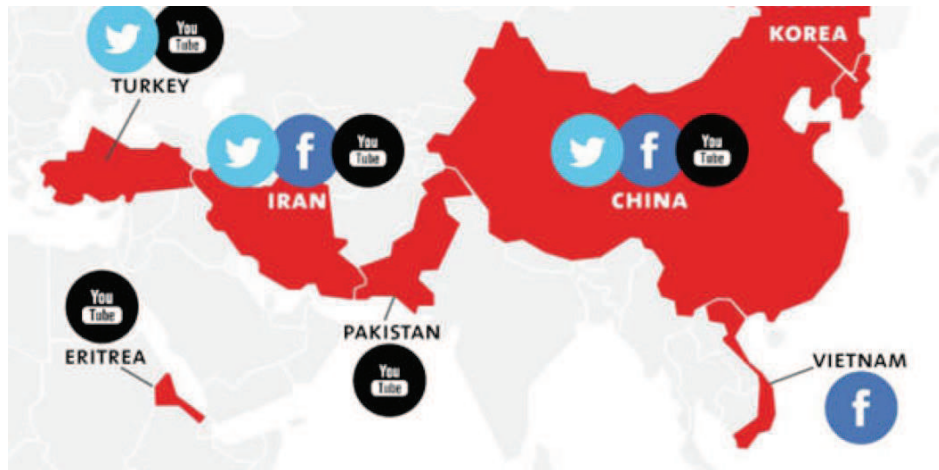 You
Tube
TURKEY
KOREA
You
Tube
IRAN
You
Tube
CHINA
You
Tube
ERITREA
PAKISTAN
You
Tube
VIETNAM
f
f
f